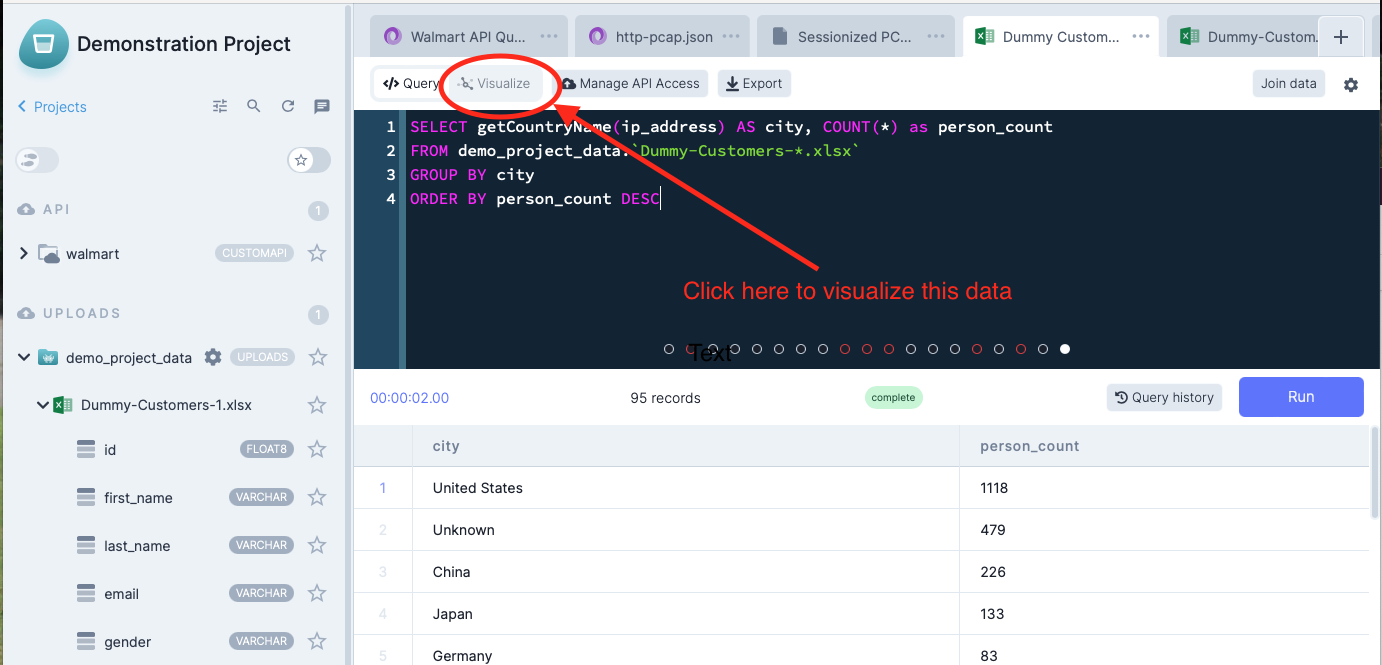 Demonstration Project
Projects
API
1
walmart
CUSTOMAPI
UPLOADS
1
demo_project_data
UPLOADS
Dummy-Customers-1.xlsx
id
FLOAT8
first_name
VARCHAR
last_name
VARCHAR
email
VARCHAR
gender
VARCHAR
Walmart API Qu...
http-pcap.json
Sessionized PC...
Dummy Custom...
Dummy-Custom.
Query
Visualize
Manage API Access
Export
Join data
1 SELECT getCountryName(ip_address) AS city, COUNT(*) as person_count
2 FROM demo_project_data.`Dummy-Customers-*.xlsx`
3 GROUP BY city
4 ORDER BY person_count DESC
Click here to visualize this data
Text
00:00:02.00
95 records
complete
Query history
Run
city person_count
1 United States 1118
2 Unknown 479
3 China 226
4 Japan 133
5 Germany 83